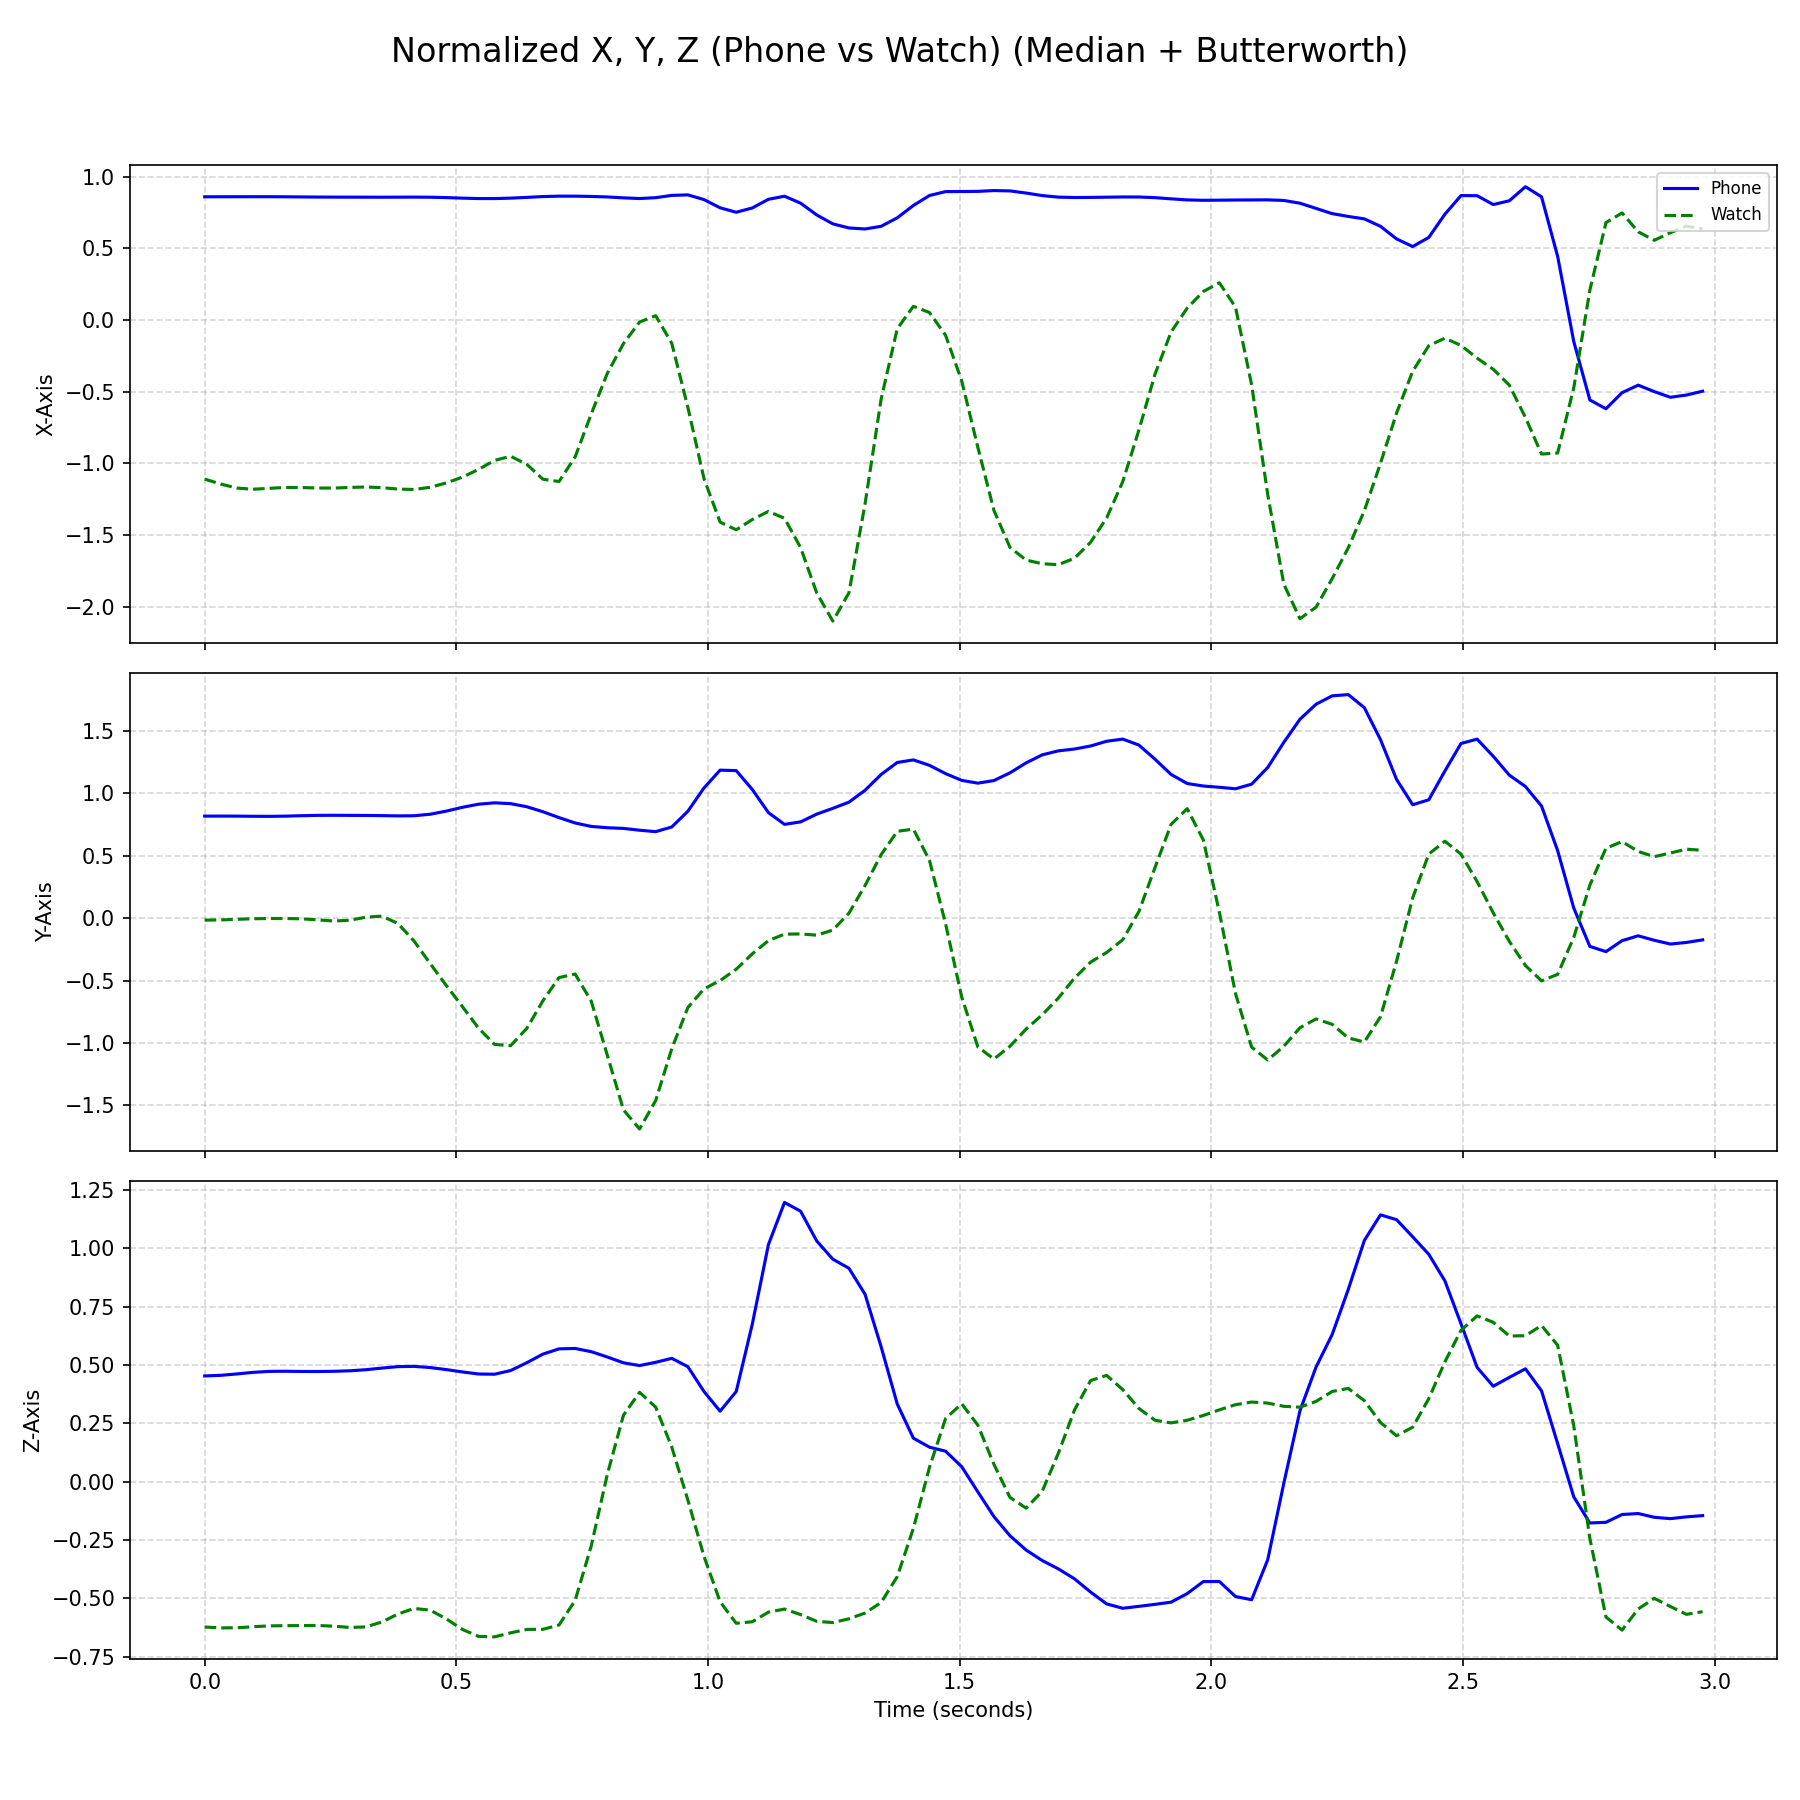 Normalized X, Y, Z (Phone vs Watch) (Median + Butterworth)
Phone
Watch
1.0
0.5
0.0
−0.5
−1.0
−1.5
−2.0
X-Axis
1.5
1.0
0.5
0.0
−0.5
−1.0
−1.5
Y-Axis
1.25
1.00
0.75
0.50
0.25
0.00
−0.25
−0.50
−0.75
Z-Axis
0.0 0.5 1.0 1.5 2.0 2.5 3.0
Time (seconds)